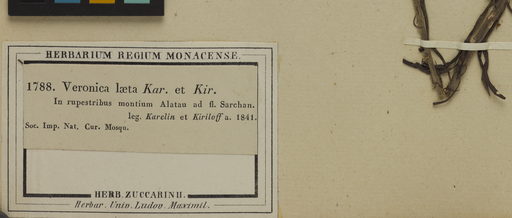 HERBARIUM REGIUM MONACENSE.
1788. Veronica læta Kar. et Kir.
In rupestribus montium Alatau ad fl. Sarchan.
leg. Karelin et Kiriloff a. 1841.
Soc. Imp. Nat. Cur. Mosqu.
HERB. ZUCCARINII.
Herbar. Univ. Ludov. Maximil.